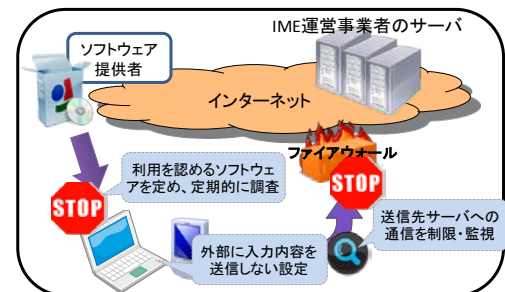 IME運営事業者のサーバ
ソフトウェア
提供者
インターネット
ファイアウォール
利用を認めるソフトウェ
アを定め、定期的に調査
STOP
STOP
送信先サーバへの
通信を制限・監視
外部に入力内容を
送信しない設定